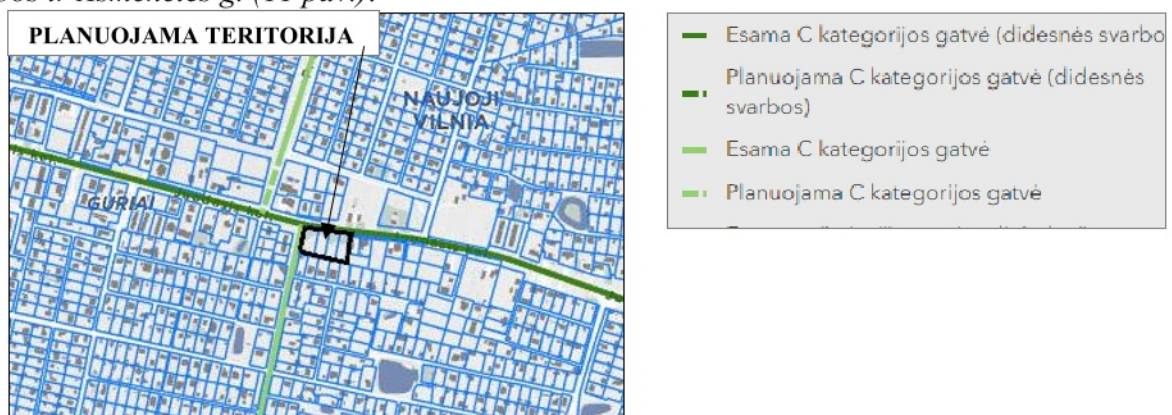 PLANUOJAMA TERITORIJA
NAUJOJI
VILNIA
GURIAI
Esama C kategorijos gatvė (didesnės svarbo
Planuojama C kategorijos gatvė (didesnės
svarbos)
Esama C kategorijos gatvė
Planuojama C kategorijos gatvė